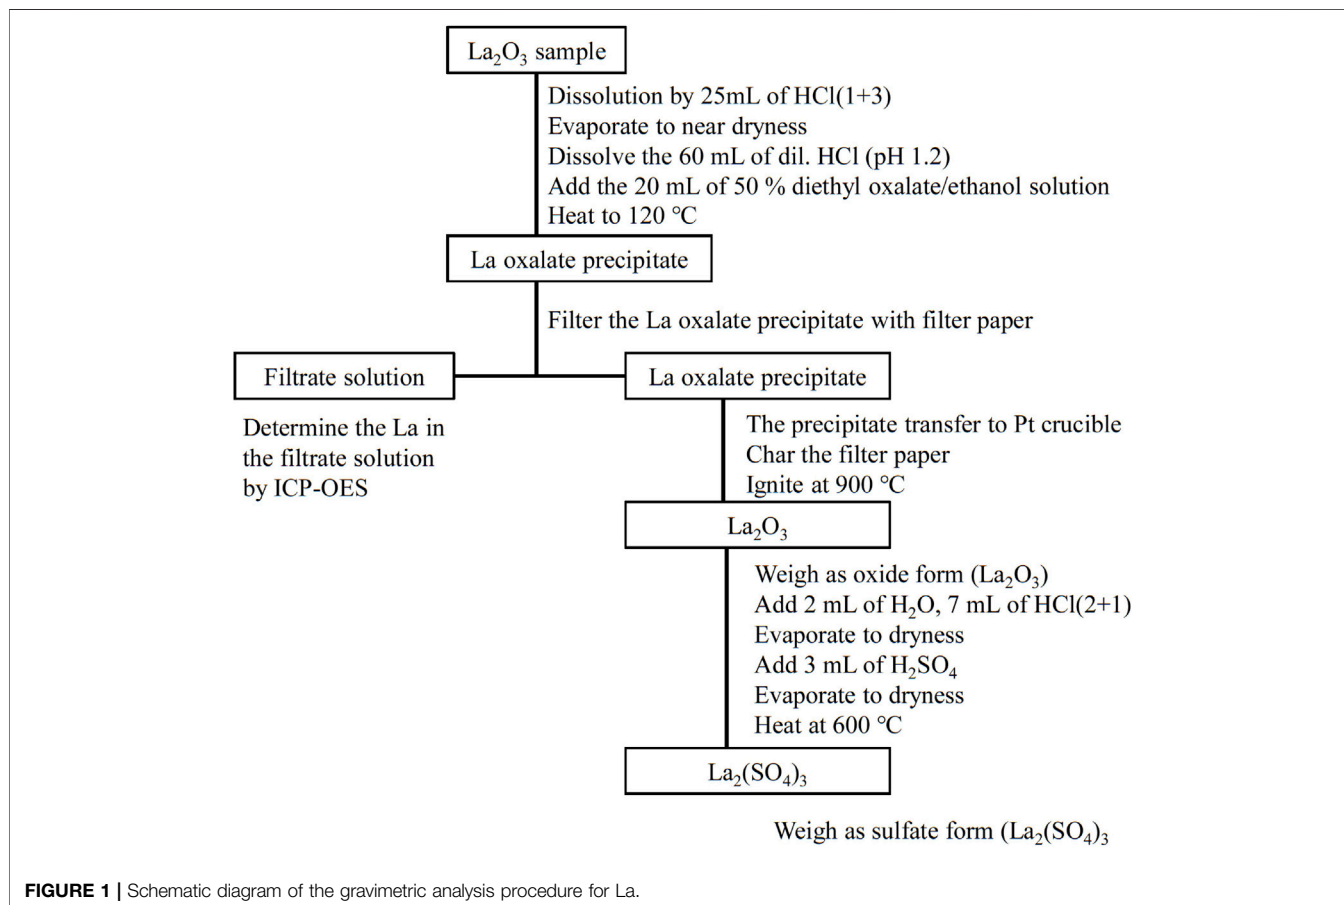 La₂O₃ sample
Dissolution by 25mL of HCl(1+3)
Evaporate to near dryness
Dissolve the 60 mL of dil. HCl (pH 1.2)
Add the 20 mL of 50 % diethyl oxalate/ethanol solution
Heat to 120 °C
La oxalate precipitate
Filter the La oxalate precipitate with filter paper
Filtrate solution
Determine the La in
the filtrate solution
by ICP-OES
La oxalate precipitate
The precipitate transfer to Pt crucible
Char the filter paper
Ignite at 900 °C
La₂O₃
Weigh as oxide form (La₂O₃)
Add 2 mL of H₂O, 7 mL of HCl(2+1)
Evaporate to dryness
Add 3 mL of H₂SO₄
Evaporate to dryness
Heat at 600 °C
La₂(SO₄)₃
Weigh as sulfate form (La₂(SO₄)₃
FIGURE 1 | Schematic diagram of the gravimetric analysis procedure for La.